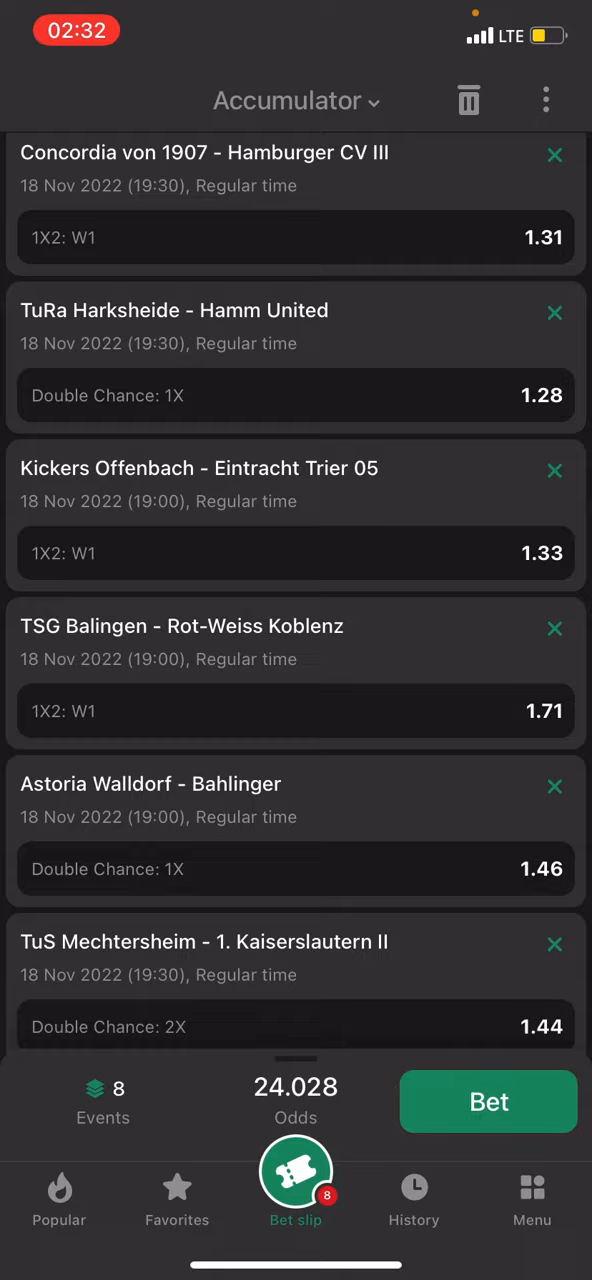 02:32
LTE
Accumulator
Concordia von 1907 - Hamburger CV III
18 Nov 2022 (19:30), Regular time
1X2: W1 1.31
TuRa Harksheide - Hamm United
18 Nov 2022 (19:30), Regular time
Double Chance: 1X 1.28
Kickers Offenbach - Eintracht Trier 05
18 Nov 2022 (19:00), Regular time
1X2: W1 1.33
TSG Balingen - Rot-Weiss Koblenz
18 Nov 2022 (19:00), Regular time
1X2: W1 1.71
Astoria Walldorf - Bahlinger
18 Nov 2022 (19:00), Regular time
Double Chance: 1X 1.46
TuS Mechtersheim - 1. Kaiserslautern II
18 Nov 2022 (19:30), Regular time
Double Chance: 2X 1.44
8 24.028 Bet
Events Odds
8
Popular Favorites Bet slip History Menu